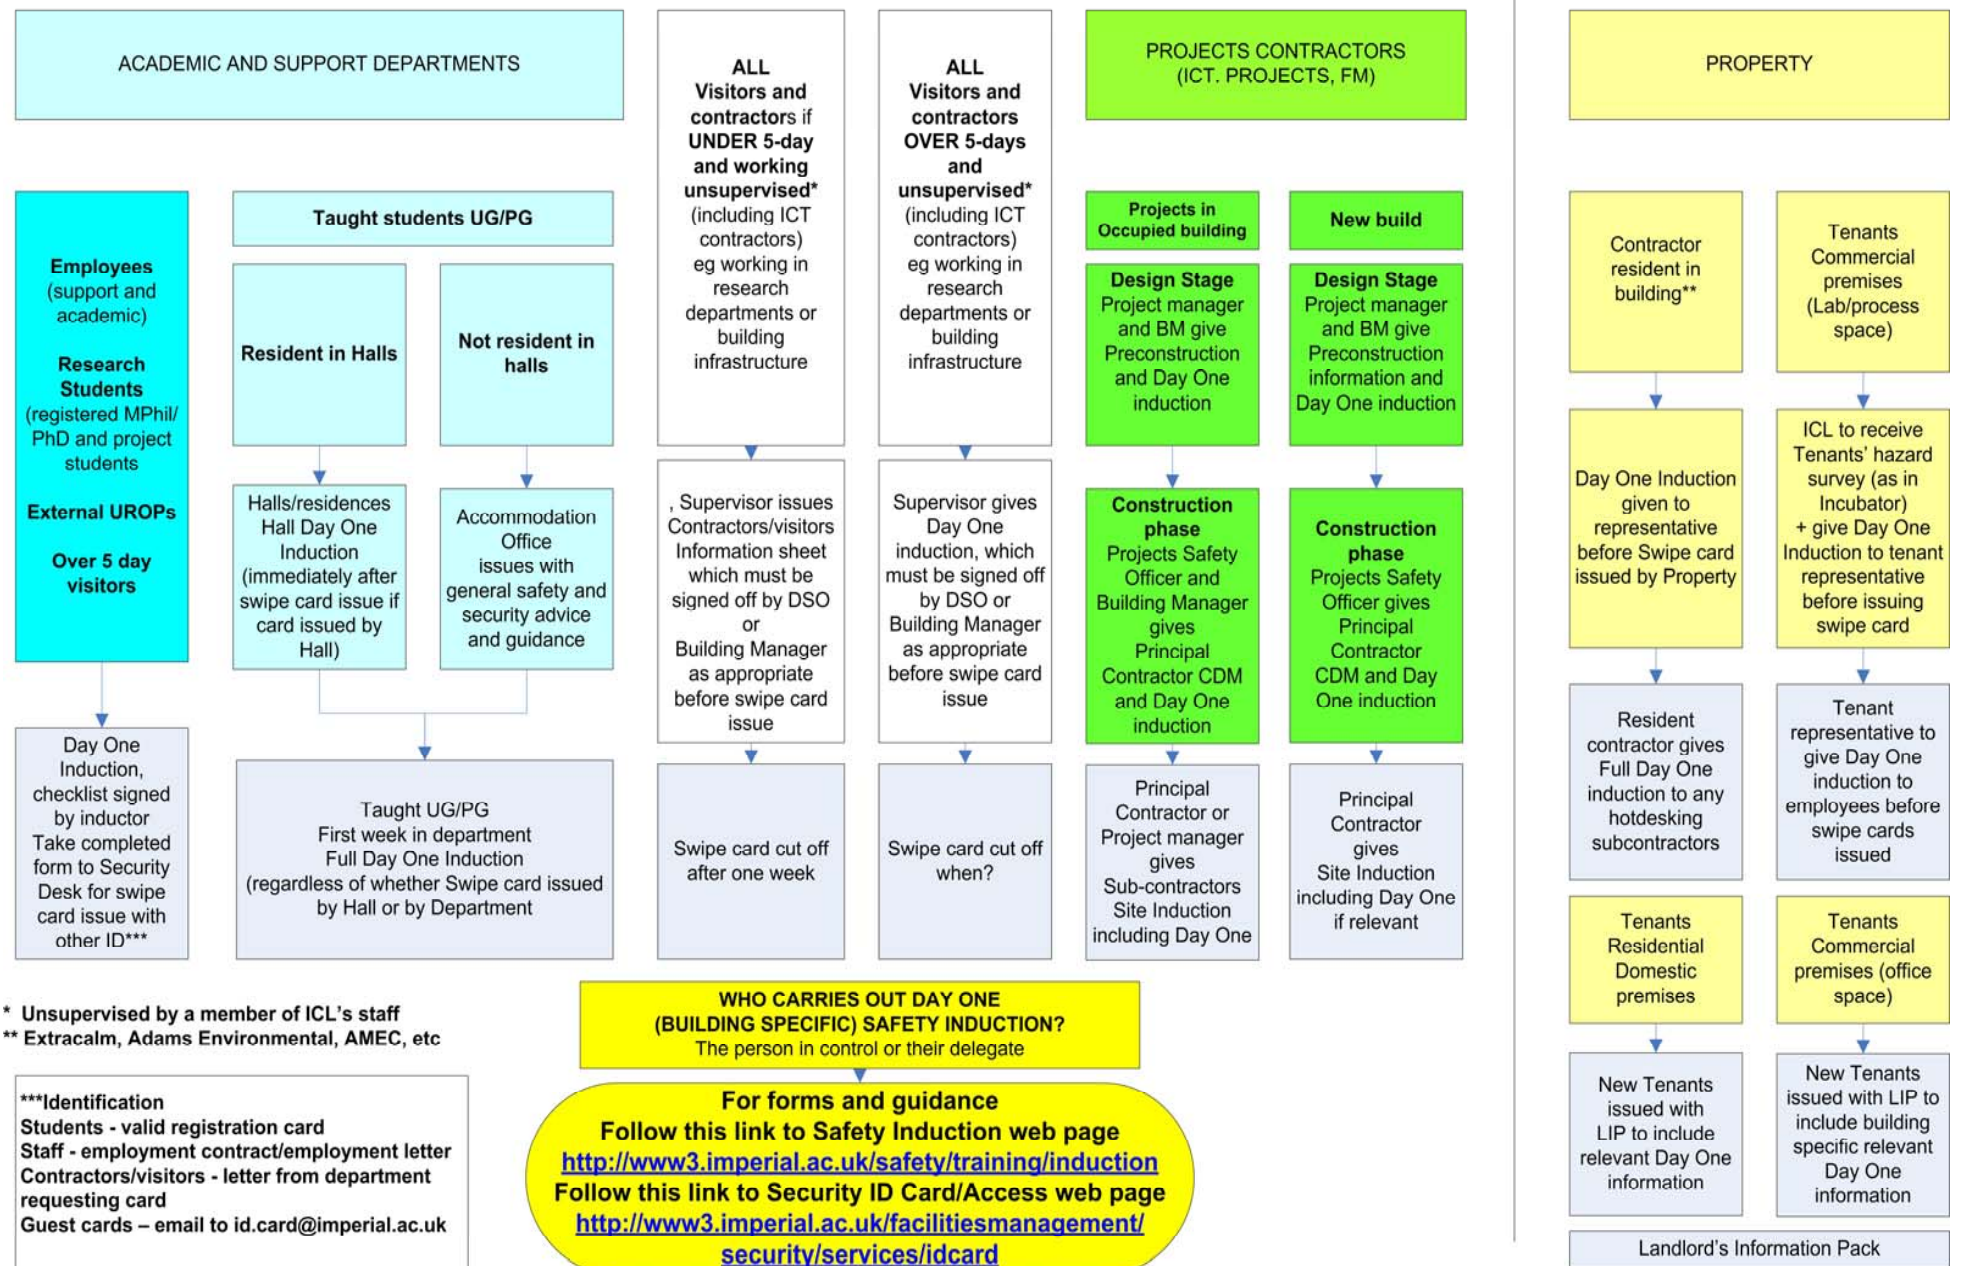 ACADEMIC AND SUPPORT DEPARTMENTS
Employees
(support and
academic)
Research
Students
(registered MPhil/
PhD and project
students
External UROPs
Over 5 day
visitors
Day One
Induction,
checklist signed
by inductor
Take completed
form to Security
Desk for swipe
card issue with
other ID***
Taught students UG/PG
Resident in Halls
Halls/residences
Hall Day One
Induction
(immediately after
swipe card issue if
card issued by
Hall)
Not resident in
halls
Accommodation
Office
issues with
general safety and
security advice
and guidance
Taught UG/PG
First week in department
Full Day One Induction
(regardless of whether Swipe card issued
by Hall or by Department
ALL
Visitors and
contractors if
UNDER 5-day
and working
unsupervised*
(including ICT
contractors)
eg working in
research
departments or
building
infrastructure
, Supervisor issues
Contractors/visitors
Information sheet
which must be
signed off by DSO
or
Building Manager
as appropriate
before swipe card
issue
Swipe card cut off
after one week
ALL
Visitors and
contractors
OVER 5-days
and
unsupervised*
(including ICT
contractors)
eg working in
research
departments or
building
infrastructure
Supervisor gives
Day One
induction, which
must be signed off
by DSO or
Building Manager
as appropriate
before swipe card
issue
Swipe card cut off
when?
PROJECTS CONTRACTORS
(ICT. PROJECTS, FM)
Projects in
Occupied building
Design Stage
Project manager
and BM give
Preconstruction
and Day One
induction
Construction
phase
Projects Safety
Officer and
Building Manager
gives
Principal
Contractor CDM
and Day One
induction
Principal
Contractor or
Project manager
gives
Sub-contractors
Site Induction
including Day One
New build
Design Stage
Project manager
and BM give
Preconstruction
information and
Day One induction
Construction
phase
Projects Safety
Officer gives
Principal
Contractor
CDM and Day
One induction
Principal
Contractor
gives
Site Induction
including Day One
if relevant
PROPERTY
Contractor
resident in
building**
Day One Induction
given to
representative
before Swipe card
issued by Property
Resident
contractor gives
Full Day One
induction to any
hotdesking
subcontractors
Tenants
Commercial
premises
(Lab/process
space)
ICL to receive
Tenants' hazard
survey (as in
Incubator)
+ give Day One
Induction to tenant
representative
before issuing
swipe card
Tenant
representative to
give Day One
induction to
employees before
swipe cards
issued
Tenants
Residential
Domestic
premises
New Tenants
issued with
LIP to include
relevant Day One
information
Tenants
Commercial
premises (office
space)
New Tenants
issued with LIP to
include building
specific relevant
Day One
information
Landlord's Information Pack
* Unsupervised by a member of ICL's staff
** Extracalm, Adams Environmental, AMEC, etc
***Identification
Students - valid registration card
Staff - employment contract/employment letter
Contractors/visitors - letter from department
requesting card
Guest cards – email to id.card@imperial.ac.uk
WHO CARRIES OUT DAY ONE
(BUILDING SPECIFIC) SAFETY INDUCTION?
The person in control or their delegate
For forms and guidance
Follow this link to Safety Induction web page
http://www3.imperial.ac.uk/safety/training/induction
Follow this link to Security ID Card/Access web page
http://www3.imperial.ac.uk/facilitiesmanagement/
security/services/idcard